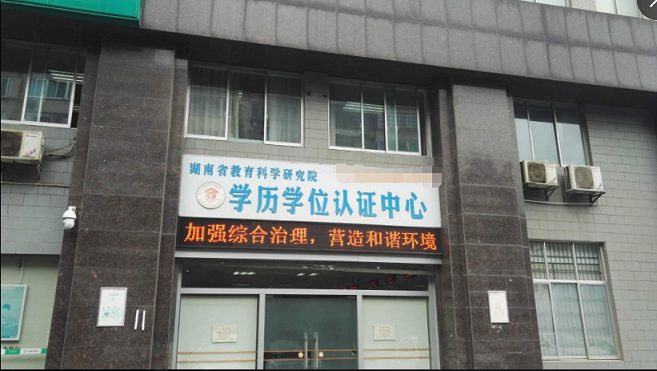 湖南省教育科学研究院
学历学位认证中心
加强综合治理，营造和谐环境